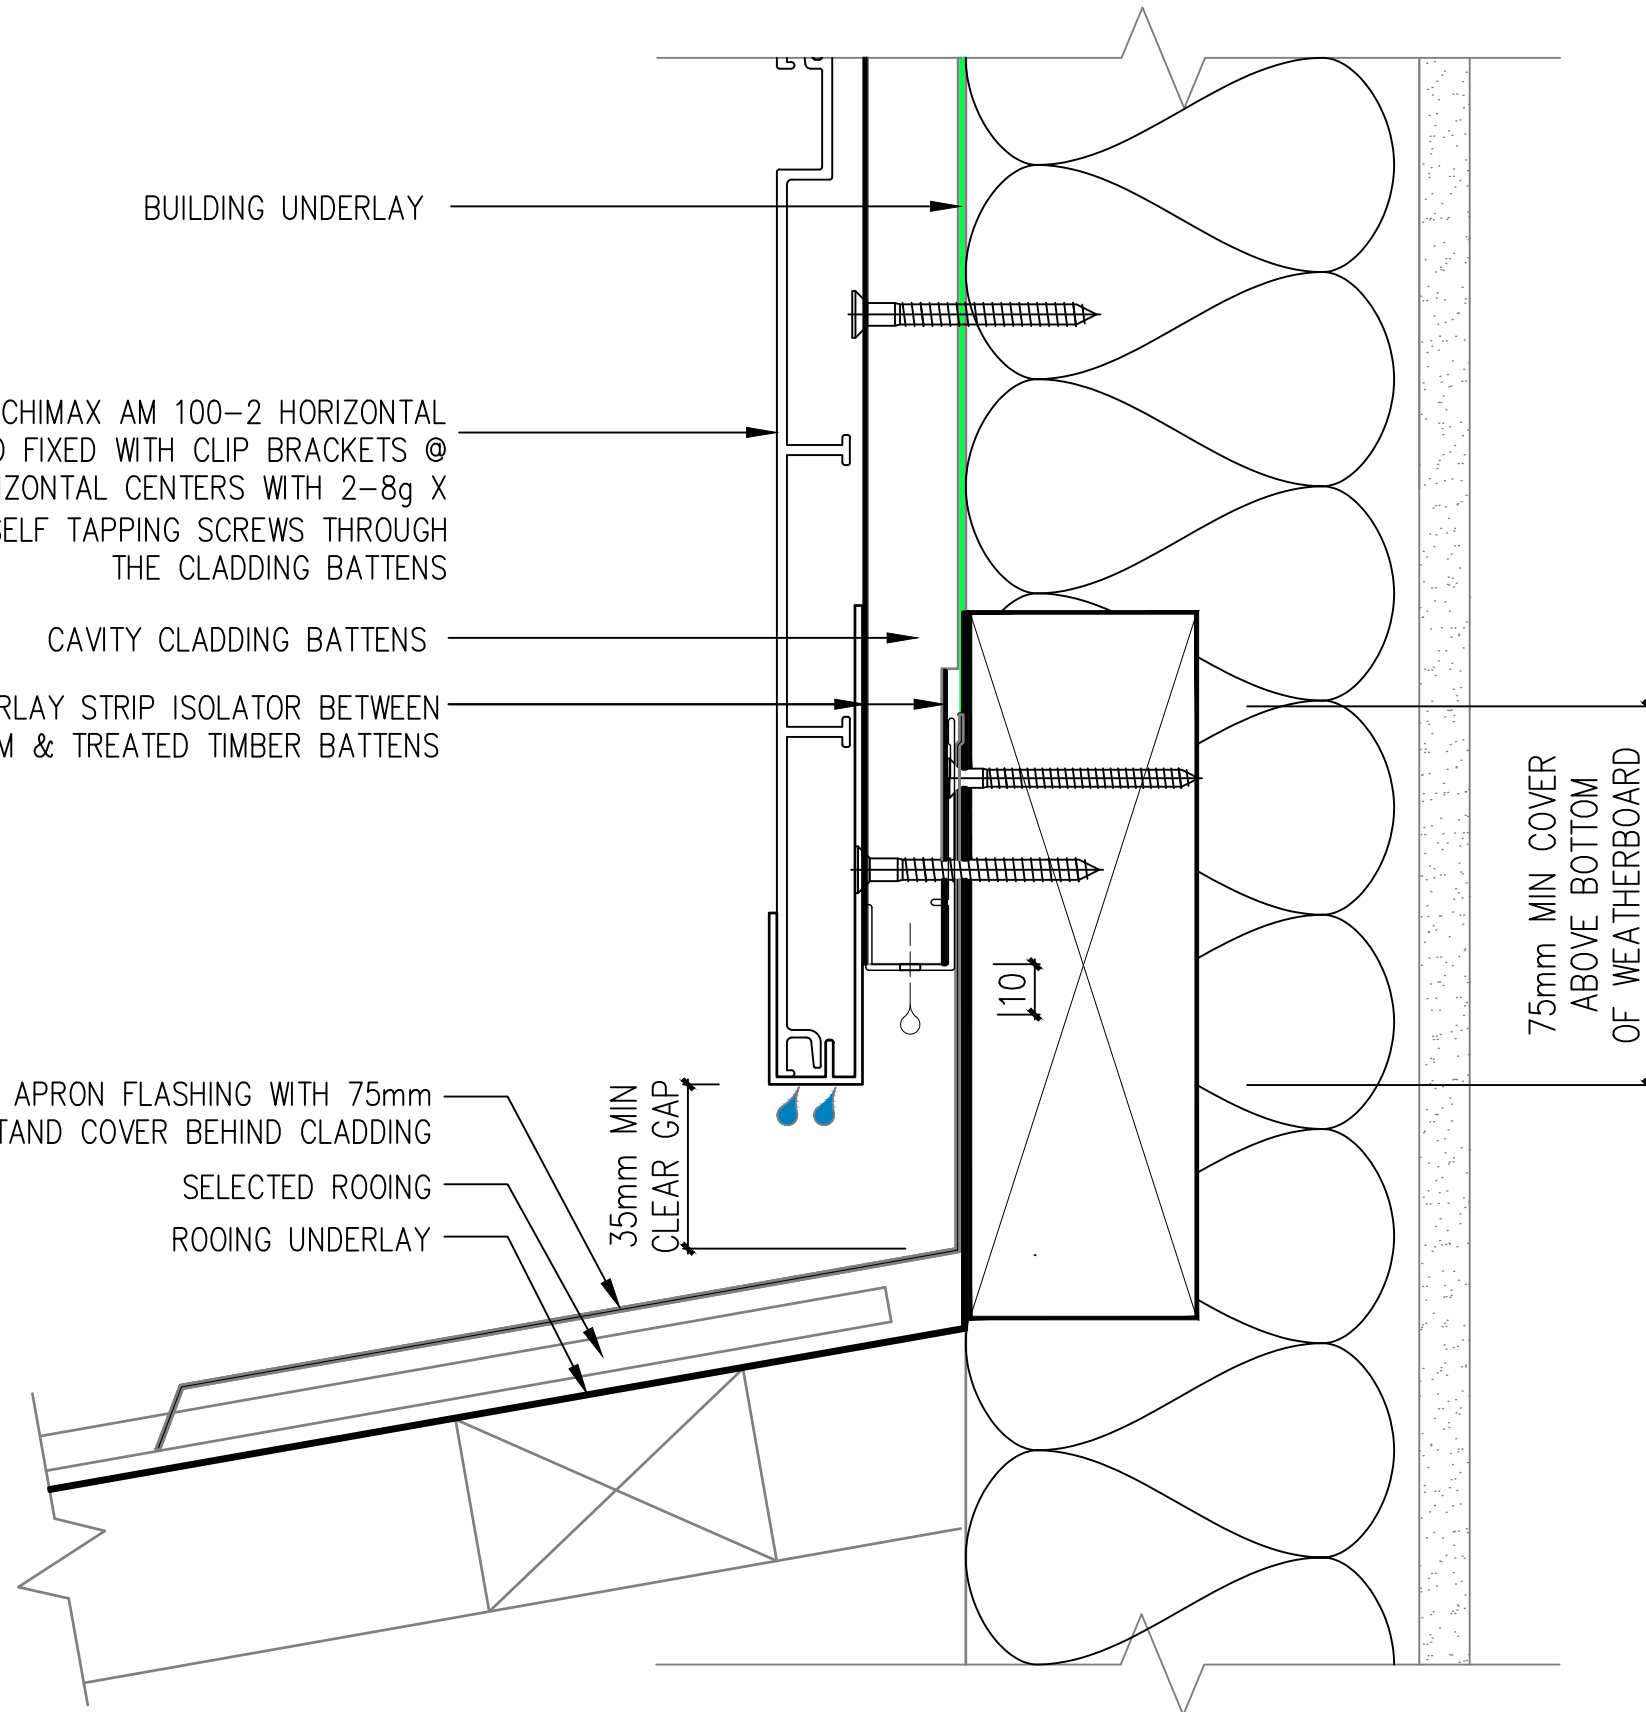 BUILDING UNDERLAY
CHIMAX AM 100-2 HORIZONTAL
FIXED WITH CLIP BRACKETS @
IZONTAL CENTERS WITH 2-8g X
SELF TAPPING SCREWS THROUGH
THE CLADDING BATTENS
CAVITY CLADDING BATTENS
RLAY STRIP ISOLATOR BETWEEN
M & TREATED TIMBER BATTENS
75mm MIN COVER
ABOVE BOTTOM
OF WEATHERBOARD
10
35mm MIN
CLEAR GAP
APRON FLASHING WITH 75mm
TAND COVER BEHIND CLADDING
SELECTED ROOING
ROOING UNDERLAY